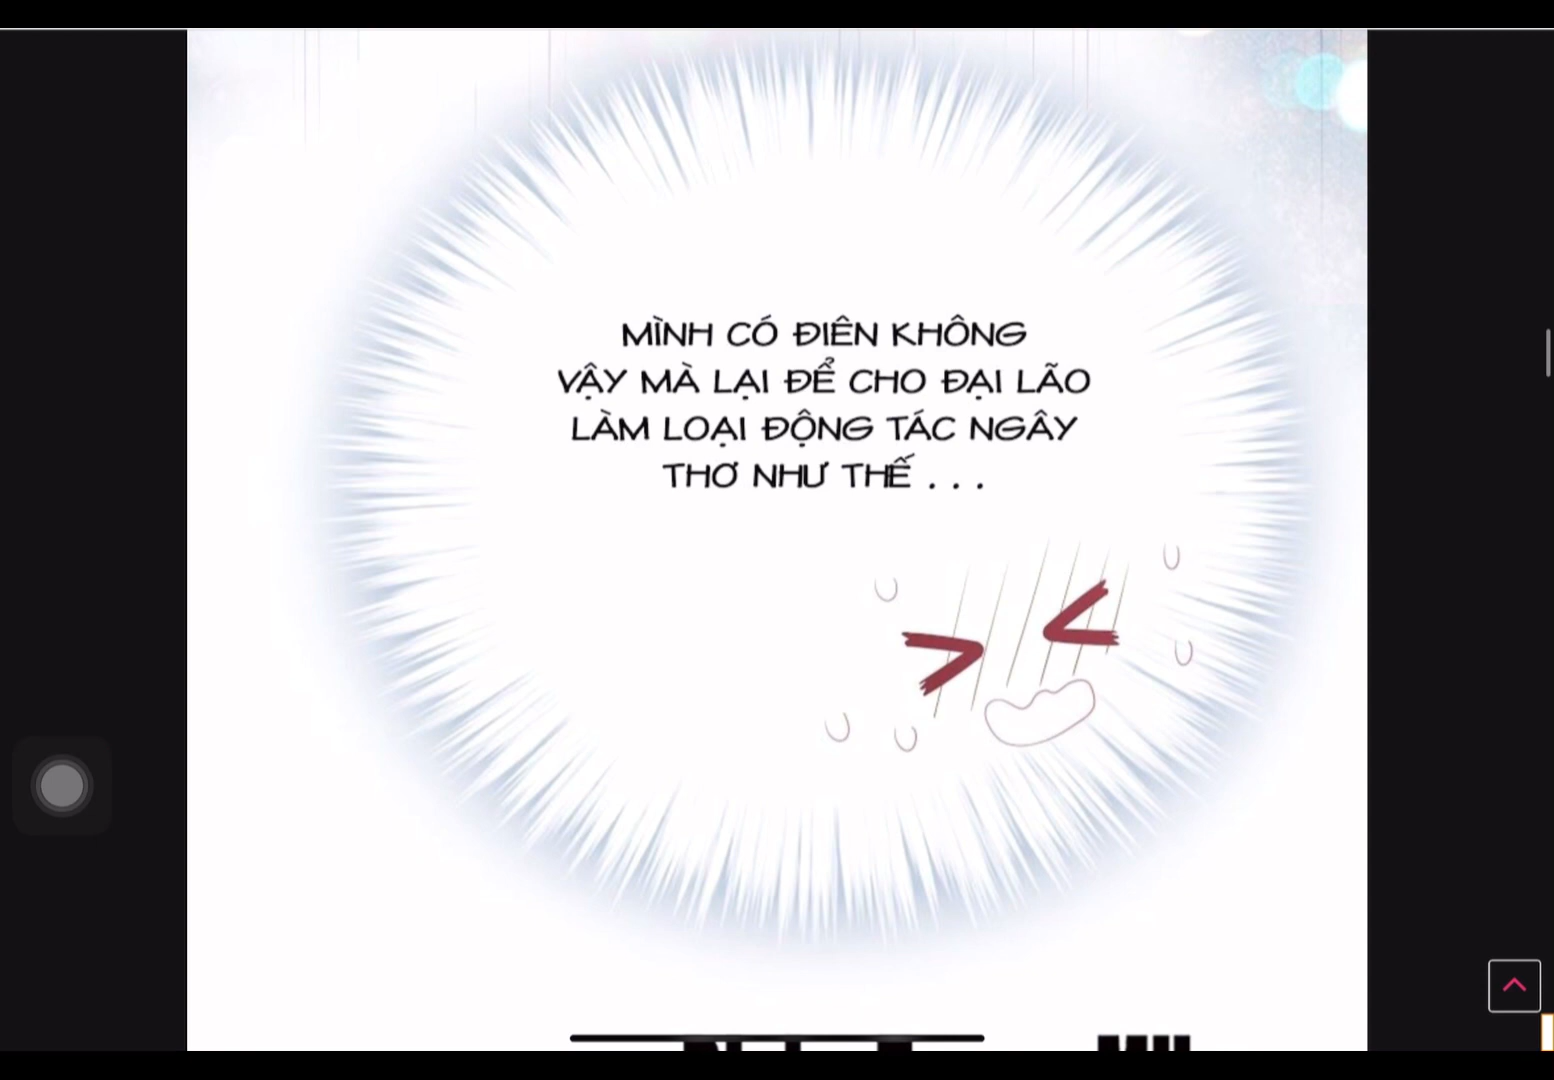 MÌNH CÓ ĐIÊN KHÔNG
VẬY MÀ LẠI ĐỂ CHO ĐẠI LÃO
LÀM LOẠI ĐỘNG TÁC NGÂY
THƠ NHƯ THẾ . . .